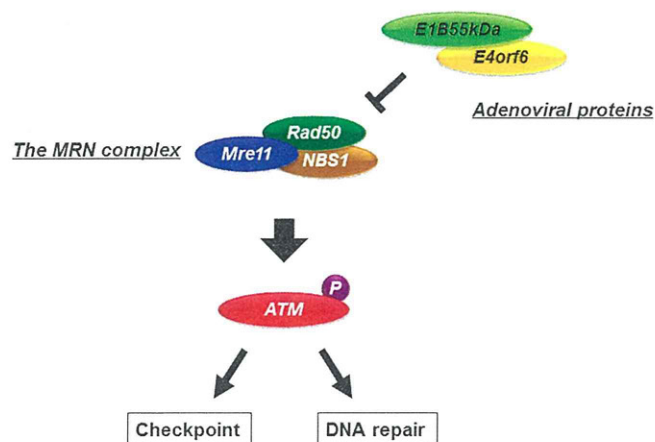 E1B55kDa
E4orf6
Adenoviral proteins
Rad50
The MRN complex
Mre11
NBS1
P
ATM
Checkpoint
DNA repair